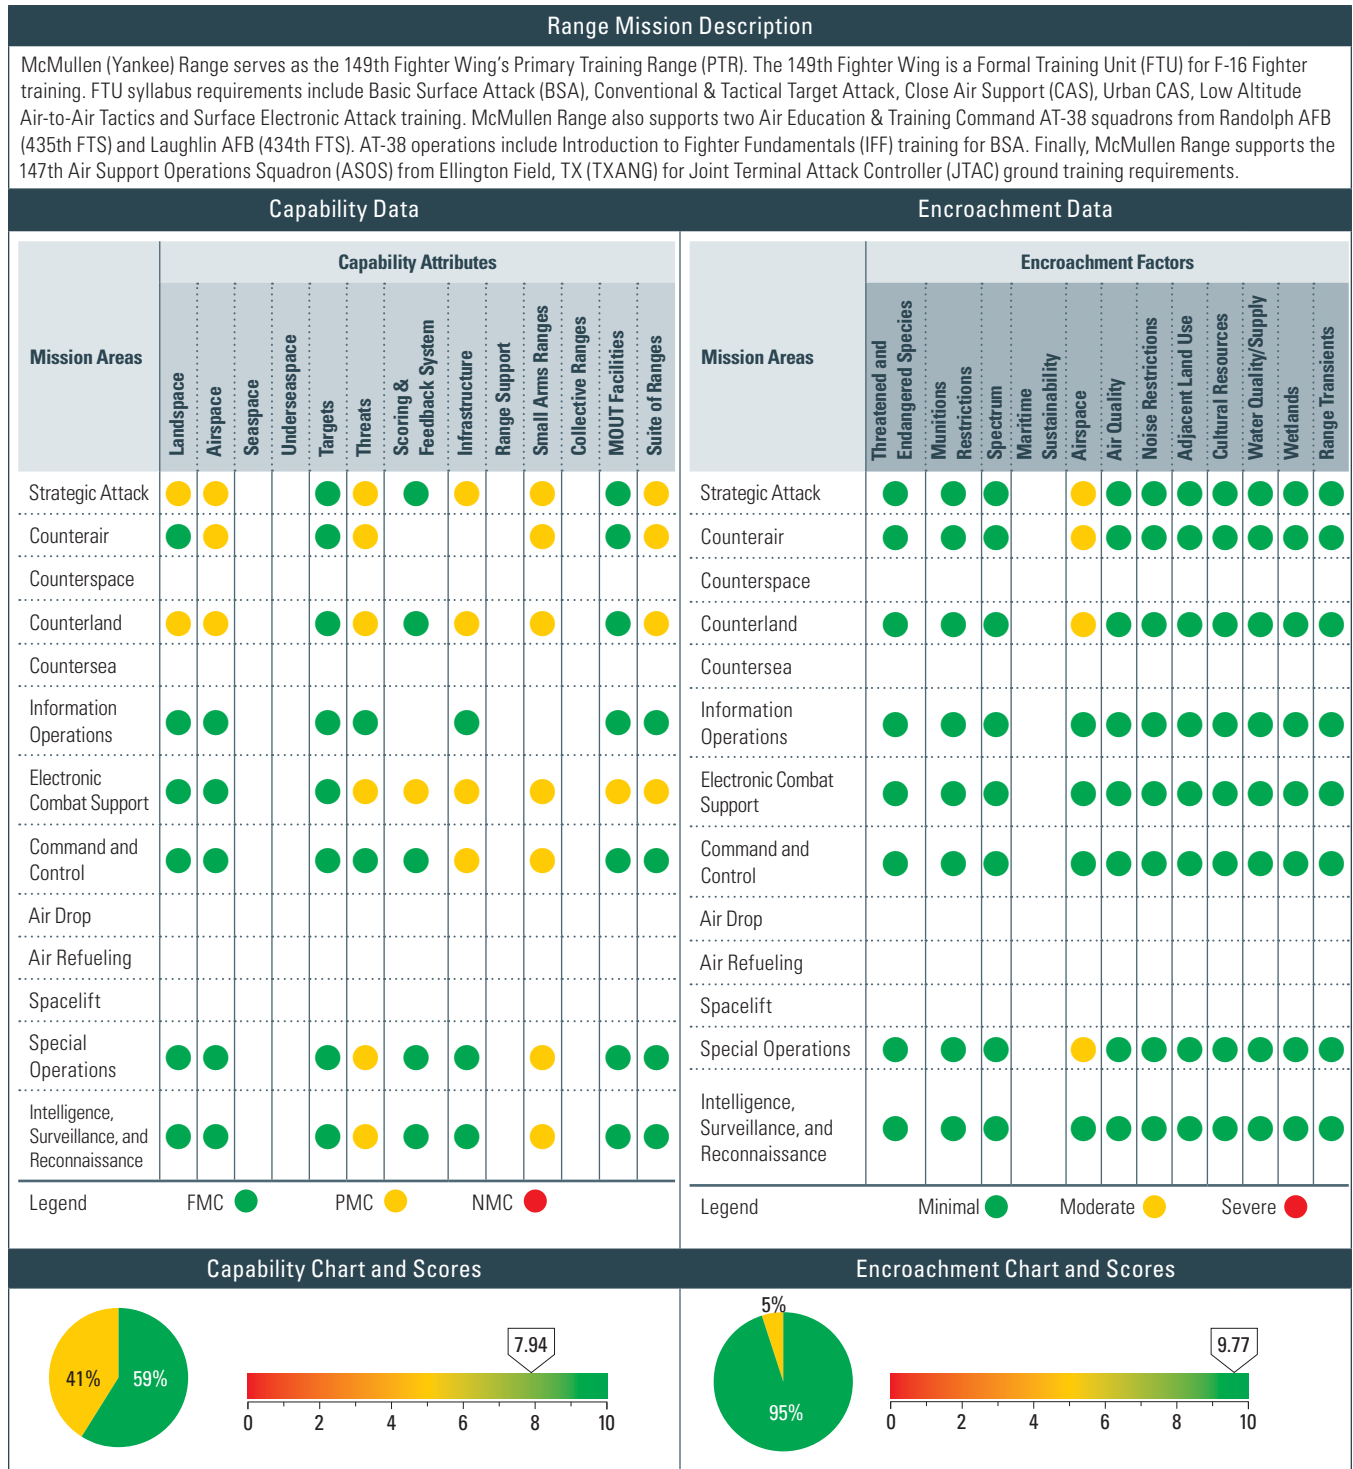 Range Mission Description
McMullen (Yankee) Range serves as the 149th Fighter Wing's Primary Training Range (PTR). The 149th Fighter Wing is a Formal Training Unit (FTU) for F-16 Fighter
training. FTU syllabus requirements include Basic Surface Attack (BSA), Conventional & Tactical Target Attack, Close Air Support (CAS), Urban CAS, Low Altitude
Air-to-Air Tactics and Surface Electronic Attack training. McMullen Range also supports two Air Education & Training Command AT-38 squadrons from Randolph AFB
(435th FTS) and Laughlin AFB (434th FTS). AT-38 operations include Introduction to Fighter Fundamentals (IFF) training for BSA. Finally, McMullen Range supports the
147th Air Support Operations Squadron (ASOS) from Ellington Field, TX (TXANG) for Joint Terminal Attack Controller (JTAC) ground training requirements.
Capability Data
Mission Areas
Capability Attributes
Landspace
Airspace
Seaspace
Underseaspace
Targets
Threats
Scoring &
Feedback System
Infrastructure
Range Support
Small Arms Ranges
Collective Ranges
MOUT Facilities
Suite of Ranges
Strategic Attack
Counterair
Counterspace
Counterland
Countersea
Information
Operations
Electronic
Combat Support
Command and
Control
Air Drop
Air Refueling
Spacelift
Special
Operations
Intelligence,
Surveillance, and
Reconnaissance
Legend
FMC
PMC
NMC
Encroachment Data
Mission Areas
Encroachment Factors
Threatened and
Endangered Species
Munitions
Restrictions
Spectrum
Maritime
Sustainability
Airspace
Air Quality
Noise Restrictions
Adjacent Land Use
Cultural Resources
Water Quality/Supply
Wetlands
Range Transients
Strategic Attack
Counterair
Counterspace
Counterland
Countersea
Information
Operations
Electronic Combat
Support
Command and
Control
Air Drop
Air Refueling
Spacelift
Special Operations
Intelligence,
Surveillance, and
Reconnaissance
Legend
Minimal
Moderate
Severe
Capability Chart and Scores
41%
59%
7.94
0 2 4 6 8 10
Encroachment Chart and Scores
5%
95%
9.77
0 2 4 6 8 10